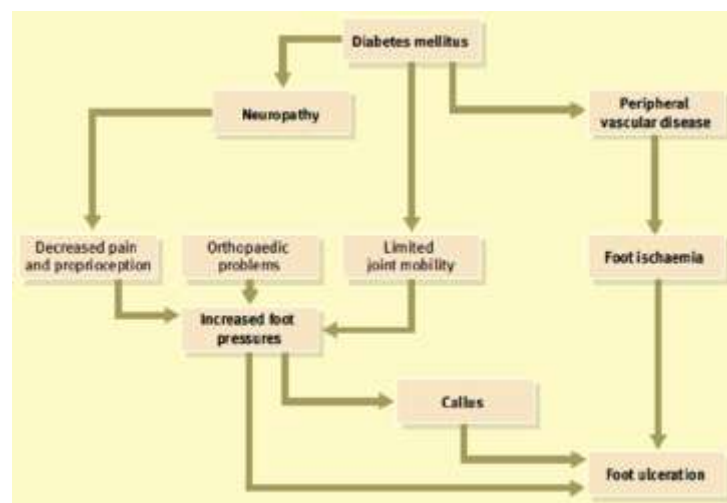 Diabetes mellitus
Neuropathy
Peripheral
vascular disease
Decreased pain
and proprioception
Orthopaedic
problems
Limited
joint mobility
Foot ischaemia
Increased foot
pressures
Callus
Foot ulceration